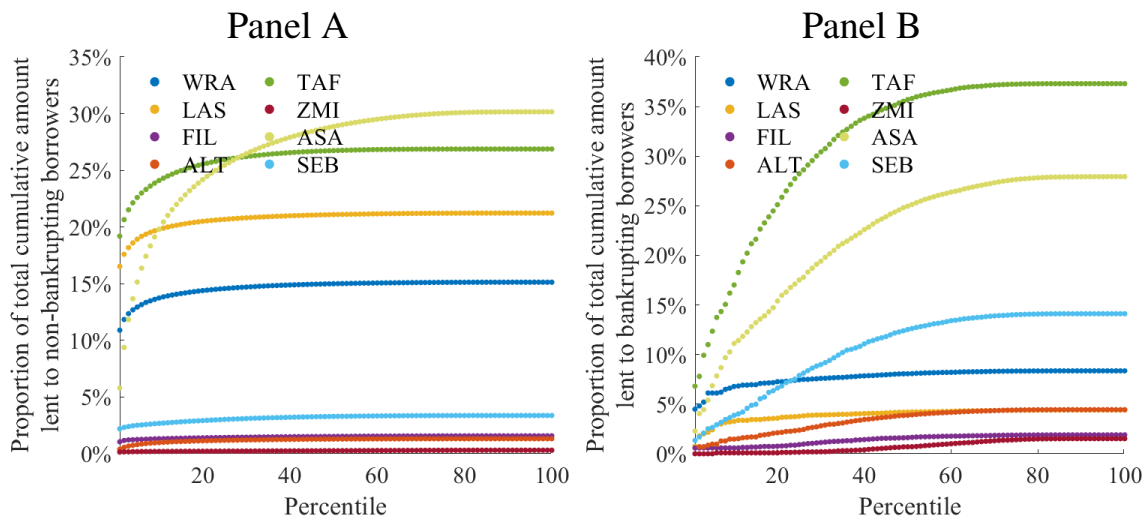 Panel A
Proportion of total cumulative amount
lent to non-bankrupting borrowers
35%
30%
25%
20%
15%
10%
5%
0%
WRA
LAS
FIL
ALT
TAF
ZMI
ASA
SEB
20
40
60
80
100
Percentile
Panel B
Proportion of total cumulative amount
lent to bankrupting borrowers
40%
35%
30%
25%
20%
15%
10%
5%
0%
WRA
LAS
FIL
ALT
TAF
ZMI
ASA
SEB
20
40
60
80
100
Percentile